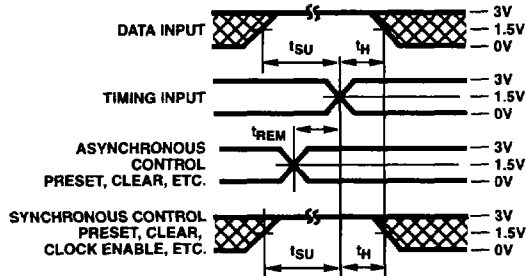 DATA INPUT
3V
1.5V
0V
tSU
tH
TIMING INPUT
3V
1.5V
0V
tREM
ASYNCHRONOUS
CONTROL
PRESET, CLEAR, ETC.
3V
1.5V
0V
SYNCHRONOUS CONTROL
PRESET, CLEAR,
CLOCK ENABLE, ETC.
3V
1.5V
0V
tSU
tH